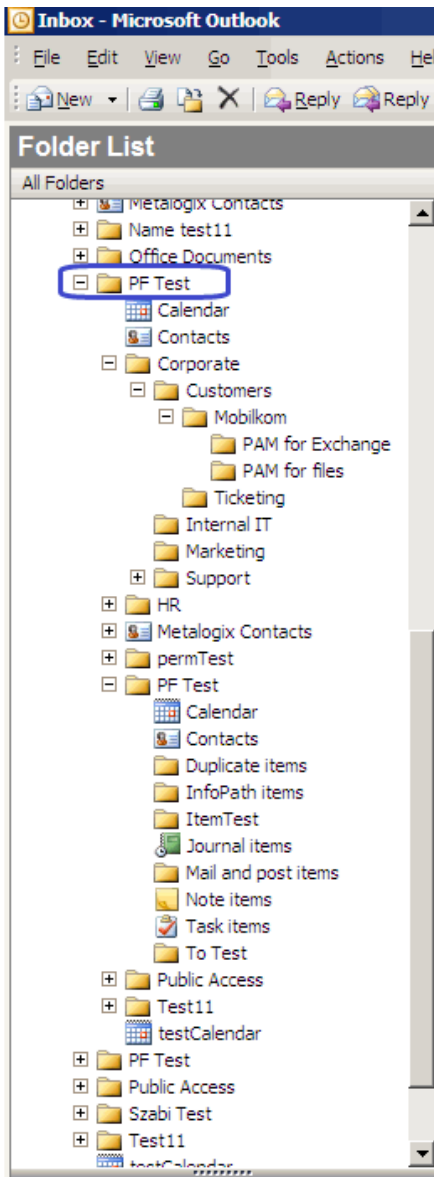 Inbox - Microsoft Outlook
File Edit View Go Tools Actions Hel
New Reply Reply
Folder List
All Folders
Metalogix Contacts
Name test11
Office Documents
PF Test
Calendar
Contacts
Corporate
Customers
Mobilkom
PAM for Exchange
PAM for files
Ticketing
Internal IT
Marketing
Support
HR
Metalogix Contacts
permTest
PF Test
Calendar
Contacts
Duplicate items
InfoPath items
ItemTest
Journal items
Mail and post items
Note items
Task items
To Test
Public Access
Test11
testCalendar
PF Test
Public Access
Szabi Test
Test11
testCalendar